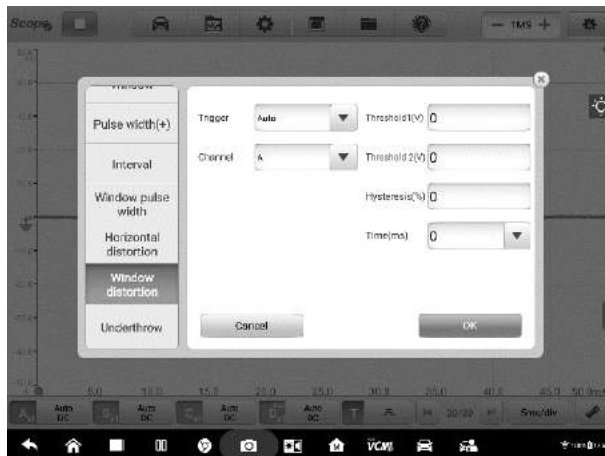 Scope
TMS
Pulse width(+)
Interval
Window pulse
width
Horizontal
distortion
Window
distortion
Underthrow
Trigger
Auto
Threshold1(V)
0
Channel
A
Threshold 2(V)
0
Hysteresis(%)
0
Time(ms)
0
Cancel
OK
5.0 10.0 15.0 20.0 25.0 30.0 35.0 40.0 45.0
Auto
DC
Auto
DC
Auto
DC
Auto
DC
T
20/20
5ms/div
VCMI